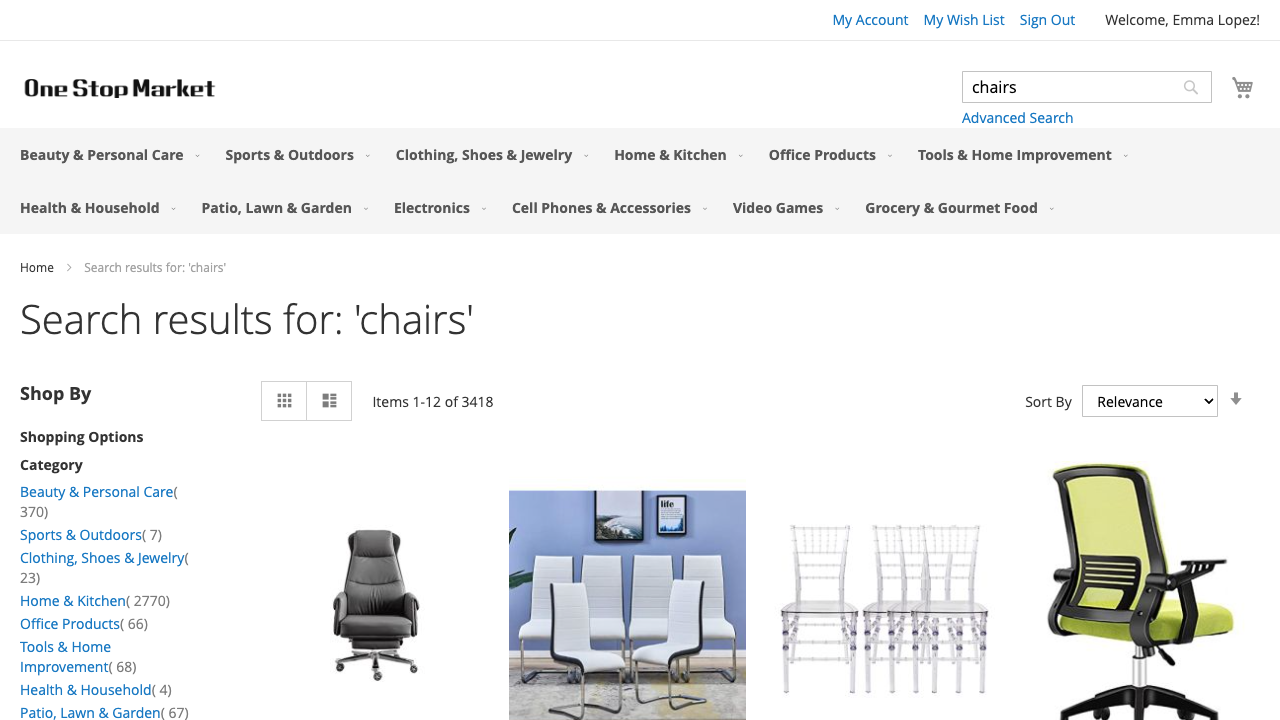 My Account My Wish List Sign Out Welcome, Emma Lopez!
One Stop Market
chairs
Advanced Search
Beauty & Personal Care Sports & Outdoors Clothing, Shoes & Jewelry Home & Kitchen Office Products Tools & Home Improvement
Health & Household Patio, Lawn & Garden Electronics Cell Phones & Accessories Video Games Grocery & Gourmet Food
Home Search results for: 'chairs'
Search results for: 'chairs'
Shop By
Items 1-12 of 3418
Sort By Relevance
Shopping Options
Category
Beauty & Personal Care( 370)
Sports & Outdoors( 7)
Clothing, Shoes & Jewelry( 23)
Home & Kitchen( 2770)
Office Products( 66)
Tools & Home Improvement( 68)
Health & Household( 4)
Patio, Lawn & Garden( 67)
life